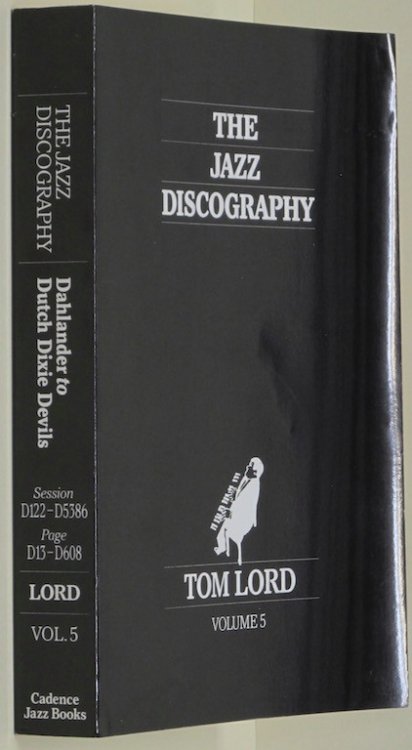 THE JAZZ
DISCOGRAPHY
Dahlander to
Dutch Dixie Devils
Session
D122–D5386
Page
D13–D608
LORD
VOL. 5
Cadence
Jazz Books
THE
JAZZ
DISCOGRAPHY
TOM LORD
VOLUME 5